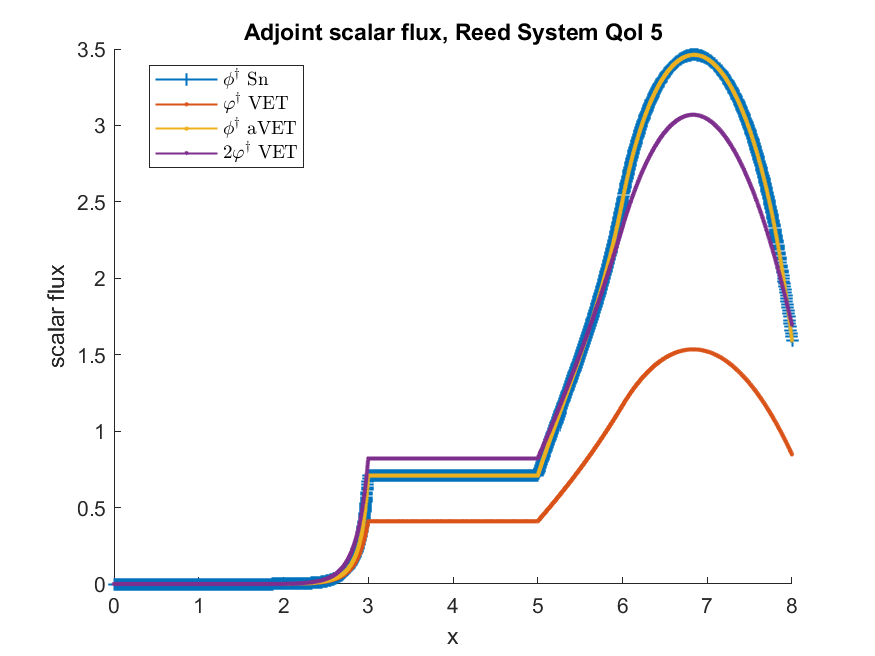 Adjoint scalar flux, Reed System QoI 5
3.5
3
2.5
2
1.5
1
0.5
0
scalar flux
ϕ† Sn
φ† VET
ϕ† aVET
2φ† VET
0 1 2 3 4 5 6 7 8
x